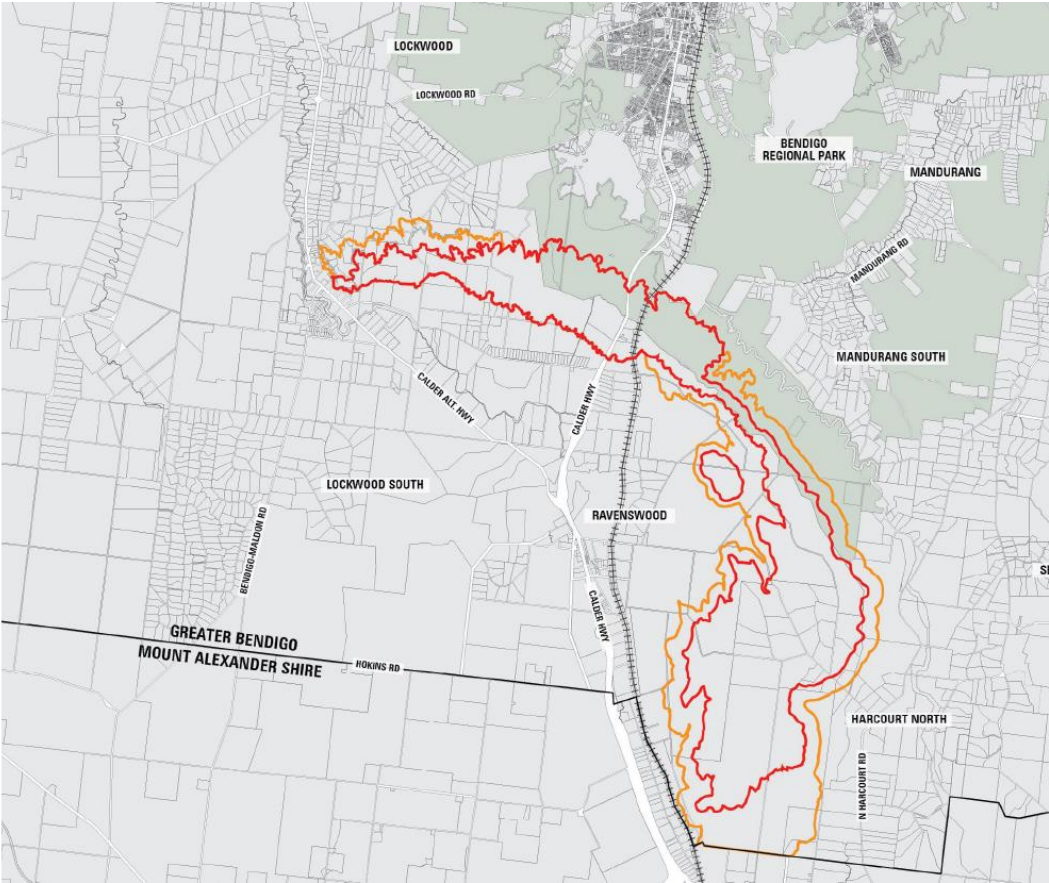 LOCKWOOD
LOCKWOOD RD
BENDIGO
REGIONAL PARK
MANDURANG
MANDURANG RD
MANDURANG SOUTH
CALDER ALT. HWY
CALDER HWY
LOCKWOOD SOUTH
RAVENSWOOD
BENDIGO-MALDON RD
CALDER HWY
GREATER BENDIGO
MOUNT ALEXANDER SHIRE
HOKINS RD
HARCOURT NORTH
N HARCOURT RD